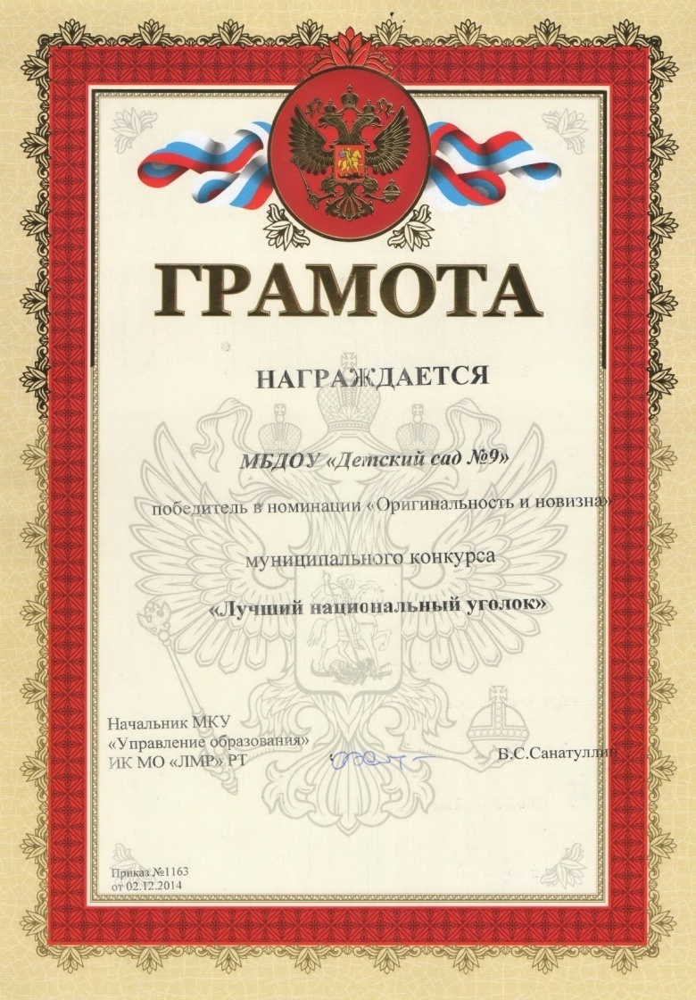 ГРАМОТА
НАГРАЖДАЕТСЯ
МБДОУ «Детский сад №9»
победитель в номинации «Оригинальность и новизна»
муниципального конкурса
«Лучший национальный уголок»
Начальник МКУ
«Управление образования»
ИК МО «ЛМР» РТ
В.С.Санатуллин
Приказ №1163
от 02.12.2014